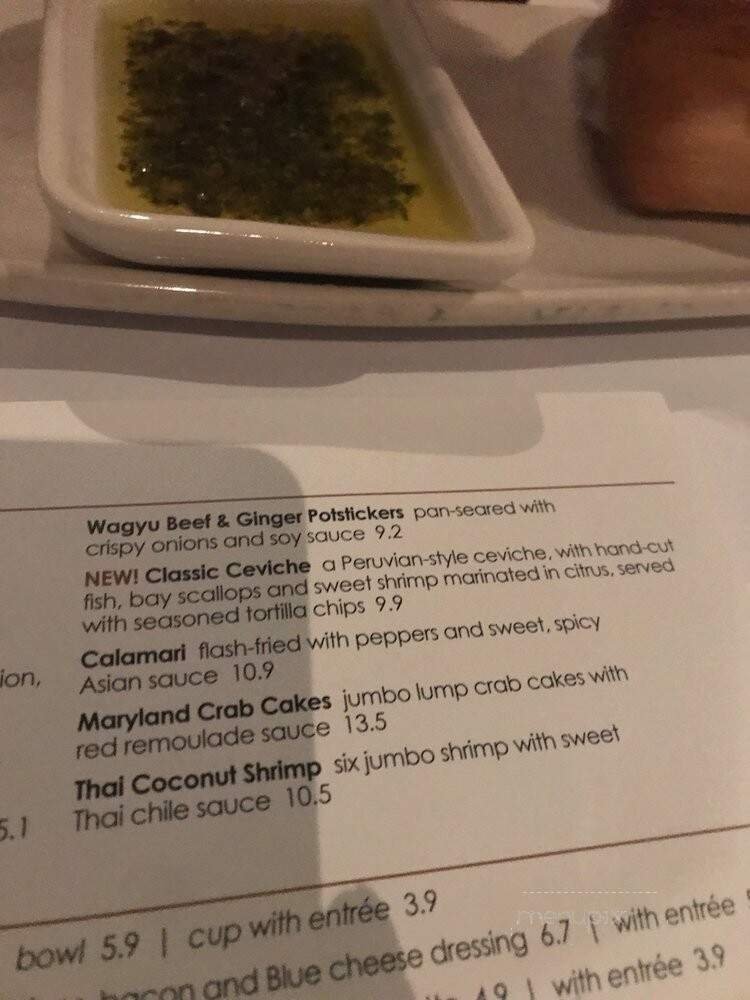 Wagyu Beef & Ginger Potstickers pan-seared with
crispy onions and soy sauce 9.2
NEW! Classic Ceviche a Peruvian-style ceviche, with hand-cut
fish, bay scallops and sweet shrimp marinated in citrus, served
with seasoned tortilla chips 9.9
Calamari flash-fried with peppers and sweet, spicy
ion, Asian sauce 10.9
Maryland Crab Cakes jumbo lump crab cakes with
red remoulade sauce 13.5
Thai Coconut Shrimp six jumbo shrimp with sweet
5.1 Thai chile sauce 10.5
bowl 5.9 | cup with entrée 3.9
bacon and Blue cheese dressing 6.7 | with entrée
4.9 | with entrée 3.9